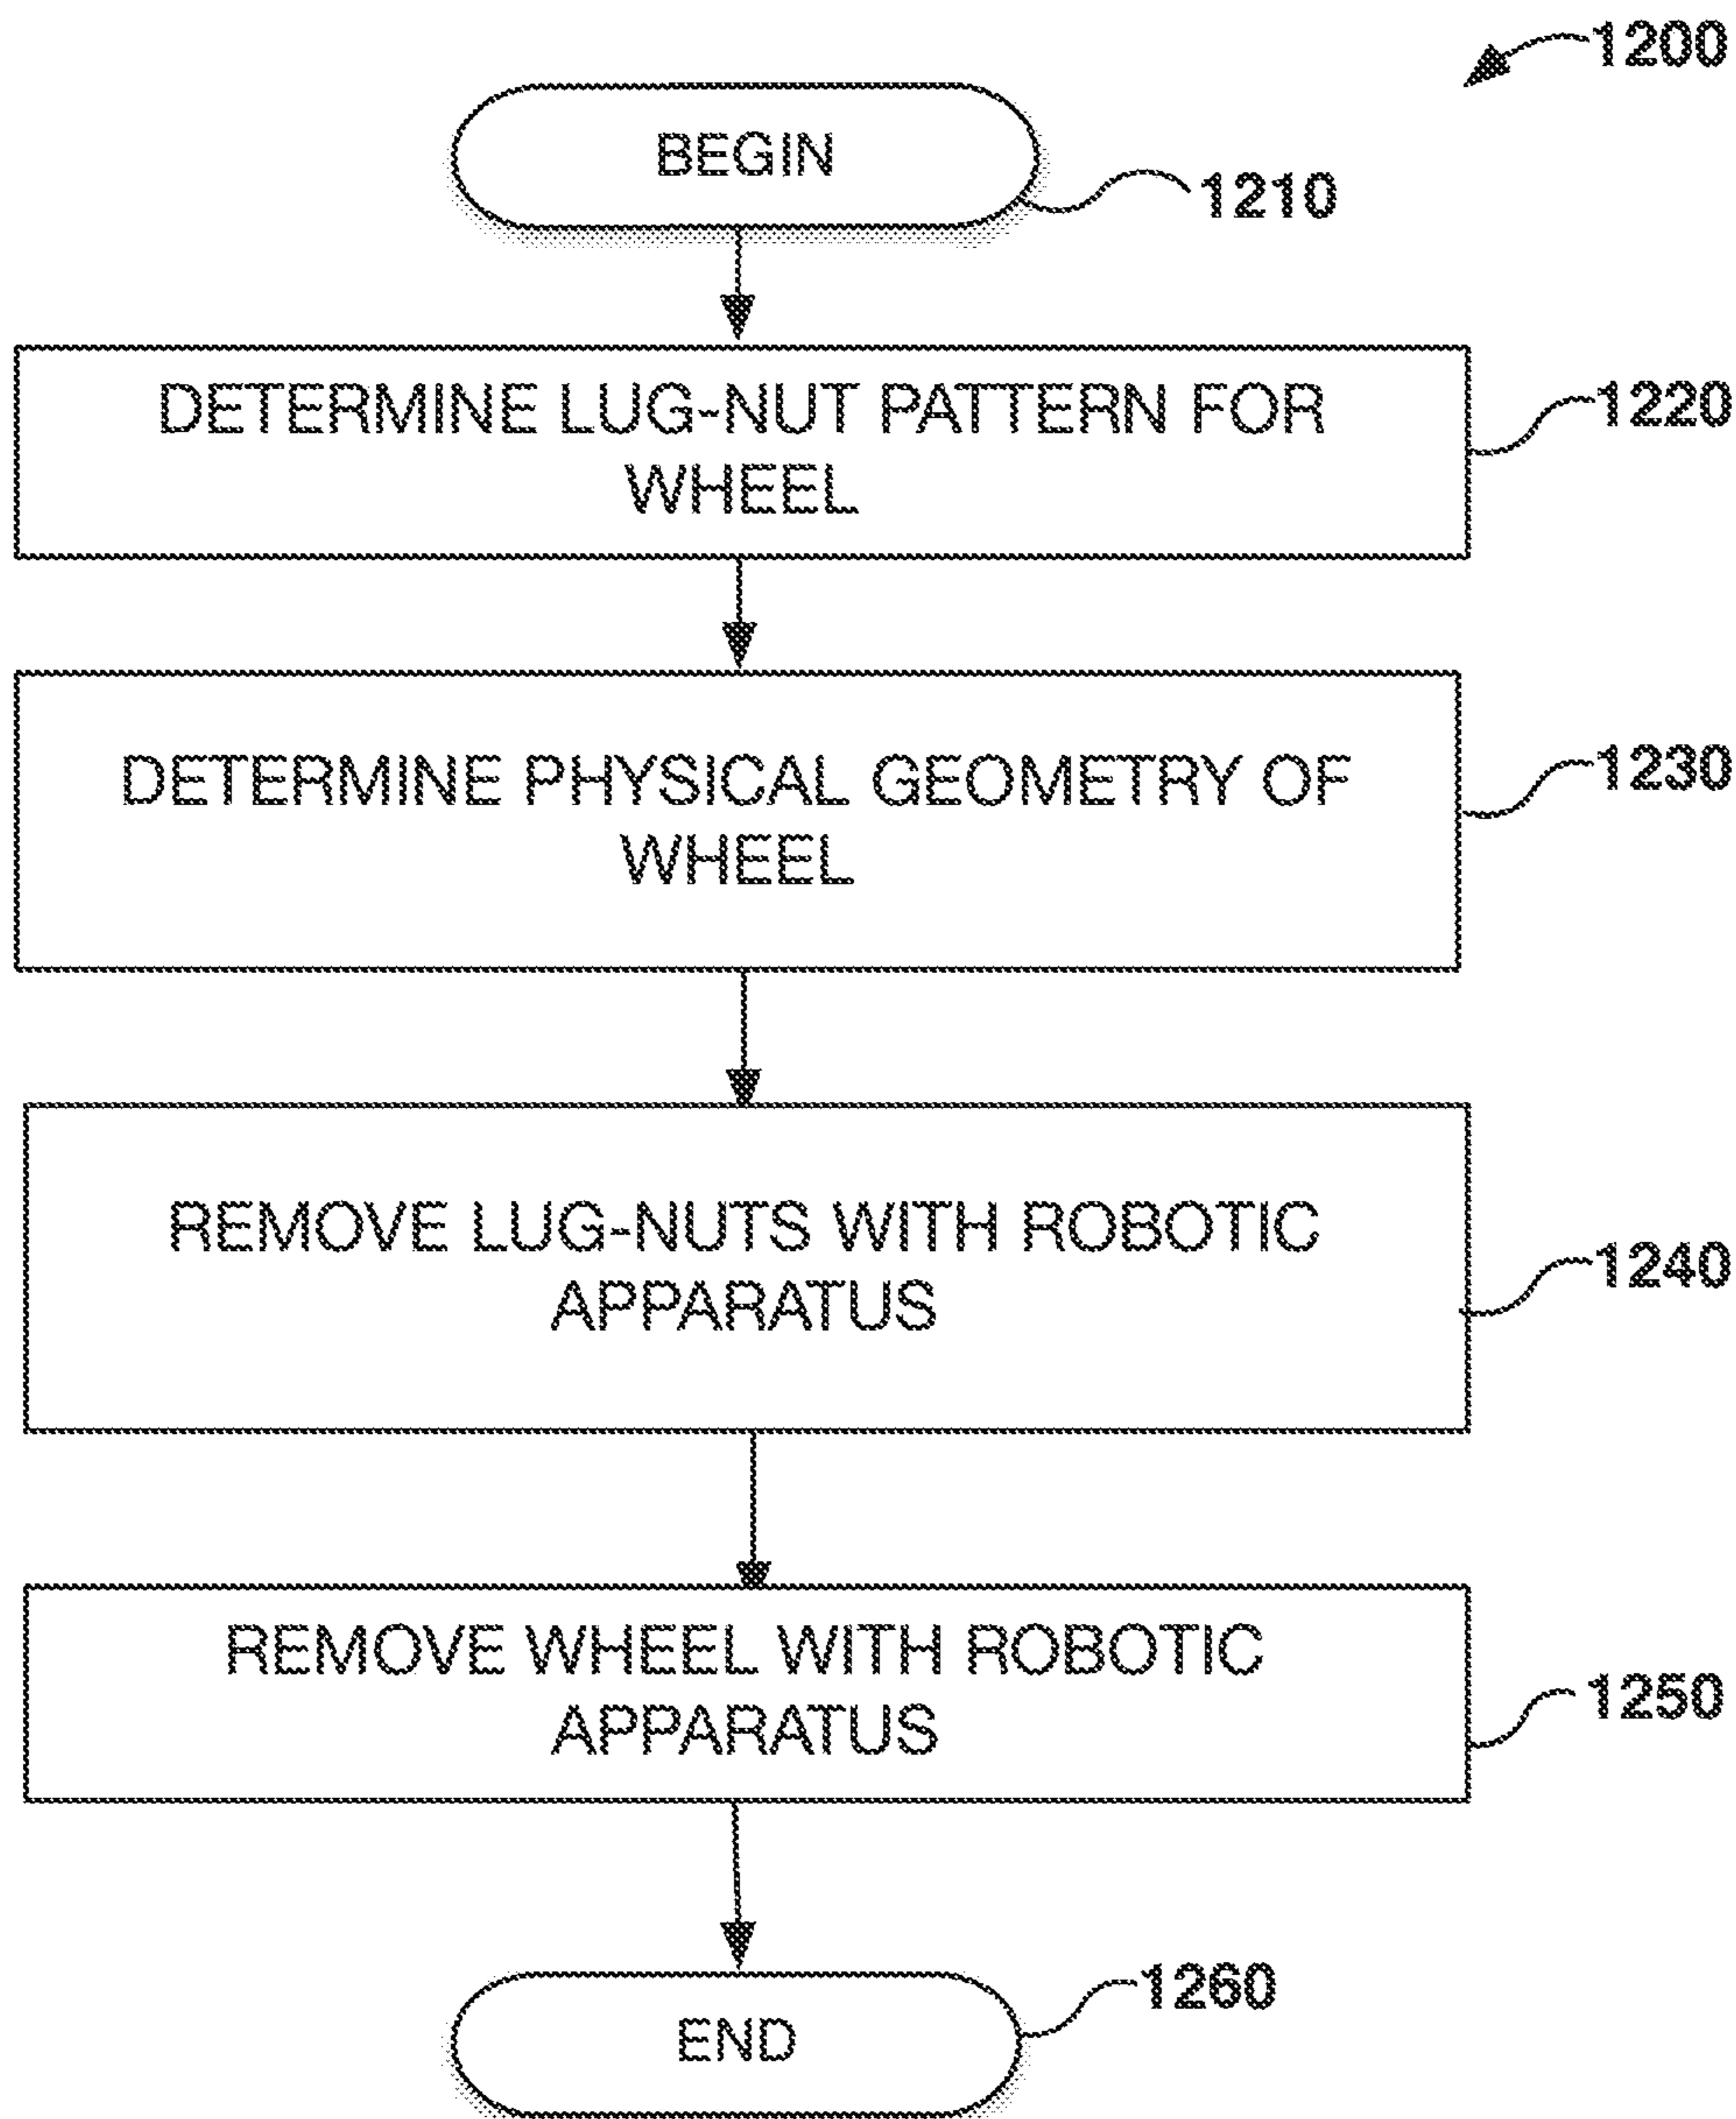 1200
BEGIN
1210
DETERMINE LUG-NUT PATTERN FOR
WHEEL
1220
DETERMINE PHYSICAL GEOMETRY OF
WHEEL
1230
REMOVE LUG-NUTS WITH ROBOTIC
APPARATUS
1240
REMOVE WHEEL WITH ROBOTIC
APPARATUS
1250
END
1260